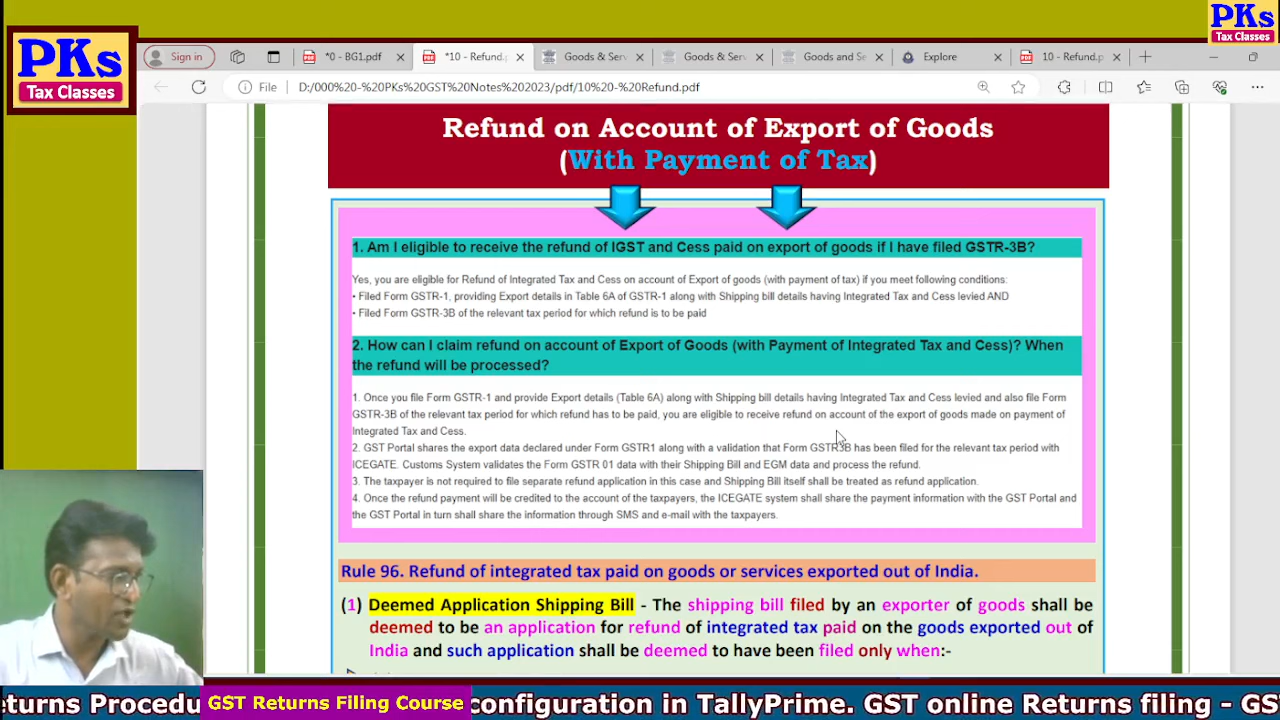 PKs
Tax Classes
PKs
Tax Classes
Sign in
*0 - BG1.pdf
*10 - Refund.
Goods & Serv
Goods & Serv
Goods and Se
Explore
10 - Refund.p
File
D:/000%20-%20PKs%20GST%20Notes%202023/pdf/10%20-%20Refund.pdf
Refund on Account of Export of Goods
(With Payment of Tax)
1. Am I eligible to receive the refund of IGST and Cess paid on export of goods if I have filed GSTR-3B?
Yes, you are eligible for Refund of Integrated Tax and Cess on account of Export of goods (with payment of tax) if you meet following conditions:
• Filed Form GSTR-1, providing Export details in Table 6A of GSTR-1 along with Shipping bill details having Integrated Tax and Cess levied AND
• Filed Form GSTR-3B of the relevant tax period for which refund is to be paid
2. How can I claim refund on account of Export of Goods (with Payment of Integrated Tax and Cess)? When
the refund will be processed?
1. Once you file Form GSTR-1 and provide Export details (Table 6A) along with Shipping bill details having Integrated Tax and Cess levied and also file Form
GSTR-3B of the relevant tax period for which refund has to be paid, you are eligible to receive refund on account of the export of goods made on payment of
Integrated Tax and Cess.
2. GST Portal shares the export data declared under Form GSTR1 along with a validation that Form GSTR3B has been filed for the relevant tax period with
ICEGATE. Customs System validates the Form GSTR 01 data with their Shipping Bill and EGM data and process the refund.
3. The taxpayer is not required to file separate refund application in this case and Shipping Bill itself shall be treated as refund application.
4. Once the refund payment will be credited to the account of the taxpayers, the ICEGATE system shall share the payment information with the GST Portal and
the GST Portal in turn shall share the information through SMS and e-mail with the taxpayers.
Rule 96. Refund of integrated tax paid on goods or services exported out of India.
(1) Deemed Application Shipping Bill - The shipping bill filed by an exporter of goods shall be
deemed to be an application for refund of integrated tax paid on the goods exported out of
India and such application shall be deemed to have been filed only when:-
eturns Procedu
GST Returns Filing Course
configuration in TallyPrime. GST online Returns filing - GS